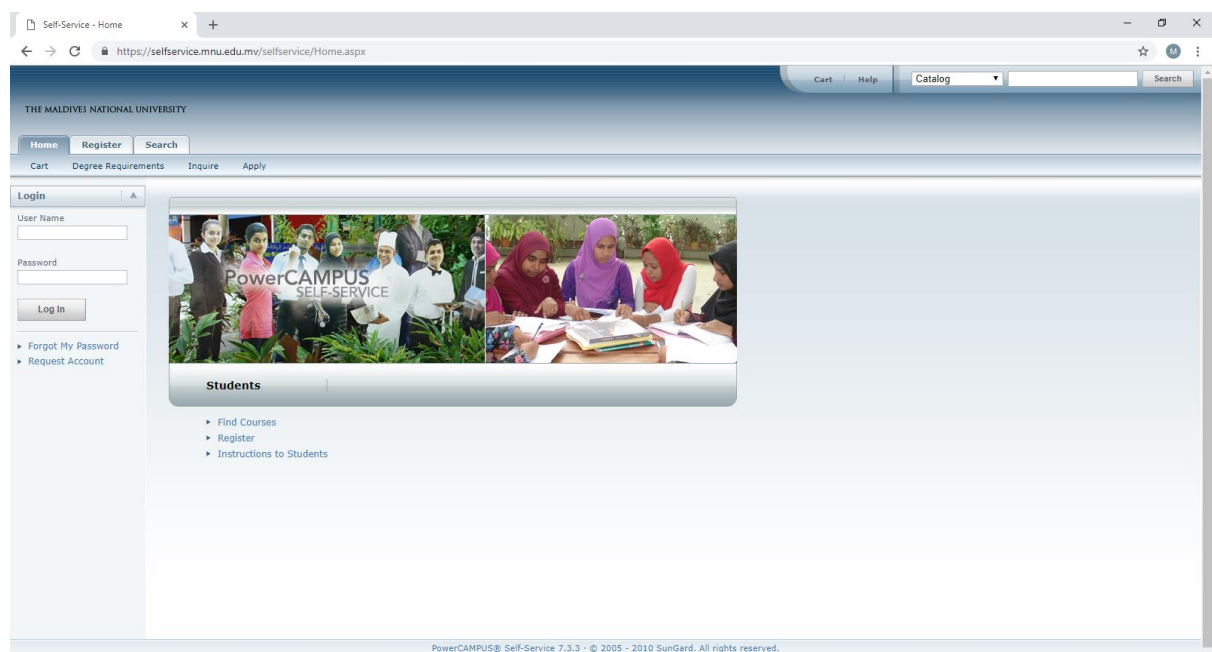 Self-Service - Home
https://selfservice.mnu.edu.mv/selfservice/Home.aspx
M
Cart Help Catalog Search
THE MALDIVES NATIONAL UNIVERSITY
Home Register Search
Cart Degree Requirements Inquire Apply
Login
User Name
Password
Log In
Forgot My Password
Request Account
PowerCAMPUS
SELF-SERVICE
Students
Find Courses
Register
Instructions to Students
PowerCAMPUS® Self-Service 7.3.3 · © 2005 - 2010 SunGard. All rights reserved.